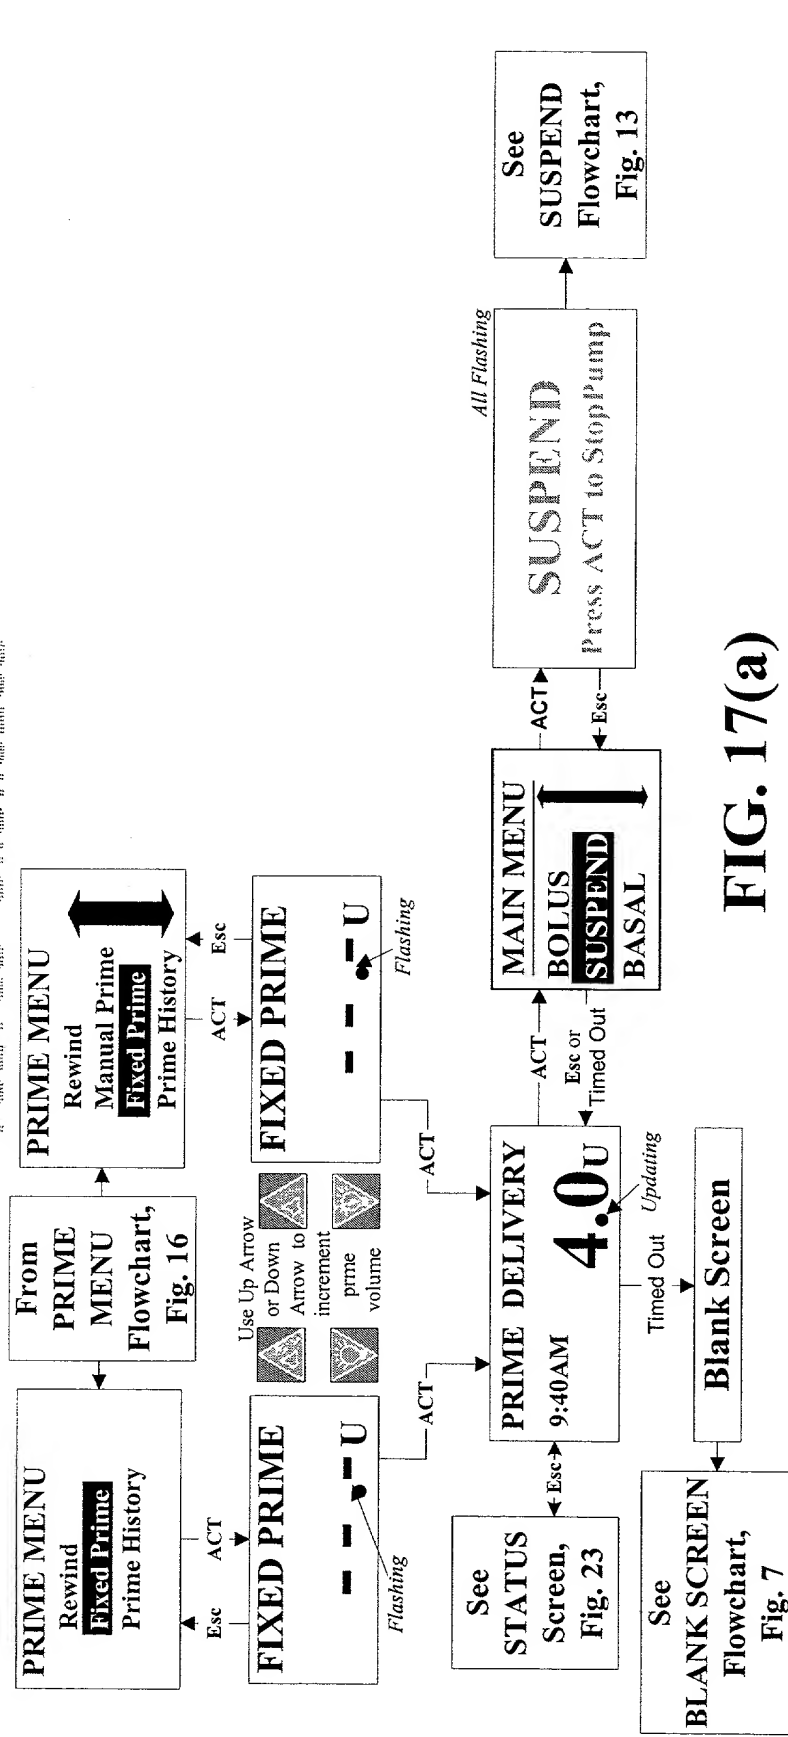 PRIME MENU
Rewind
Fixed Prime
Prime History
From
PRIME
MENU
Flowchart,
Fig. 16
PRIME MENU
Rewind
Manual Prime
Fixed Prime
Prime History
Esc
ACT
ACT
Esc
FIXED PRIME
- - .-U
Flashing
Use Up Arrow
or Down
Arrow to
increment
prme
volume
FIXED PRIME
- - .-U
Flashing
ACT
ACT
See
STATUS
Screen,
Fig. 23
Esc
PRIME DELIVERY
9:40AM
4.0U
Updating
ACT
Esc or
Timed Out
MAIN MENU
BOLUS
SUSPEND
BASAL
ACT
Esc
All Flashing
SUSPEND
Press ACT to StopPump
See
SUSPEND
Flowchart,
Fig. 13
Timed Out
Blank Screen
See
BLANK SCREEN
Flowchart,
Fig. 7
FIG. 17(a)